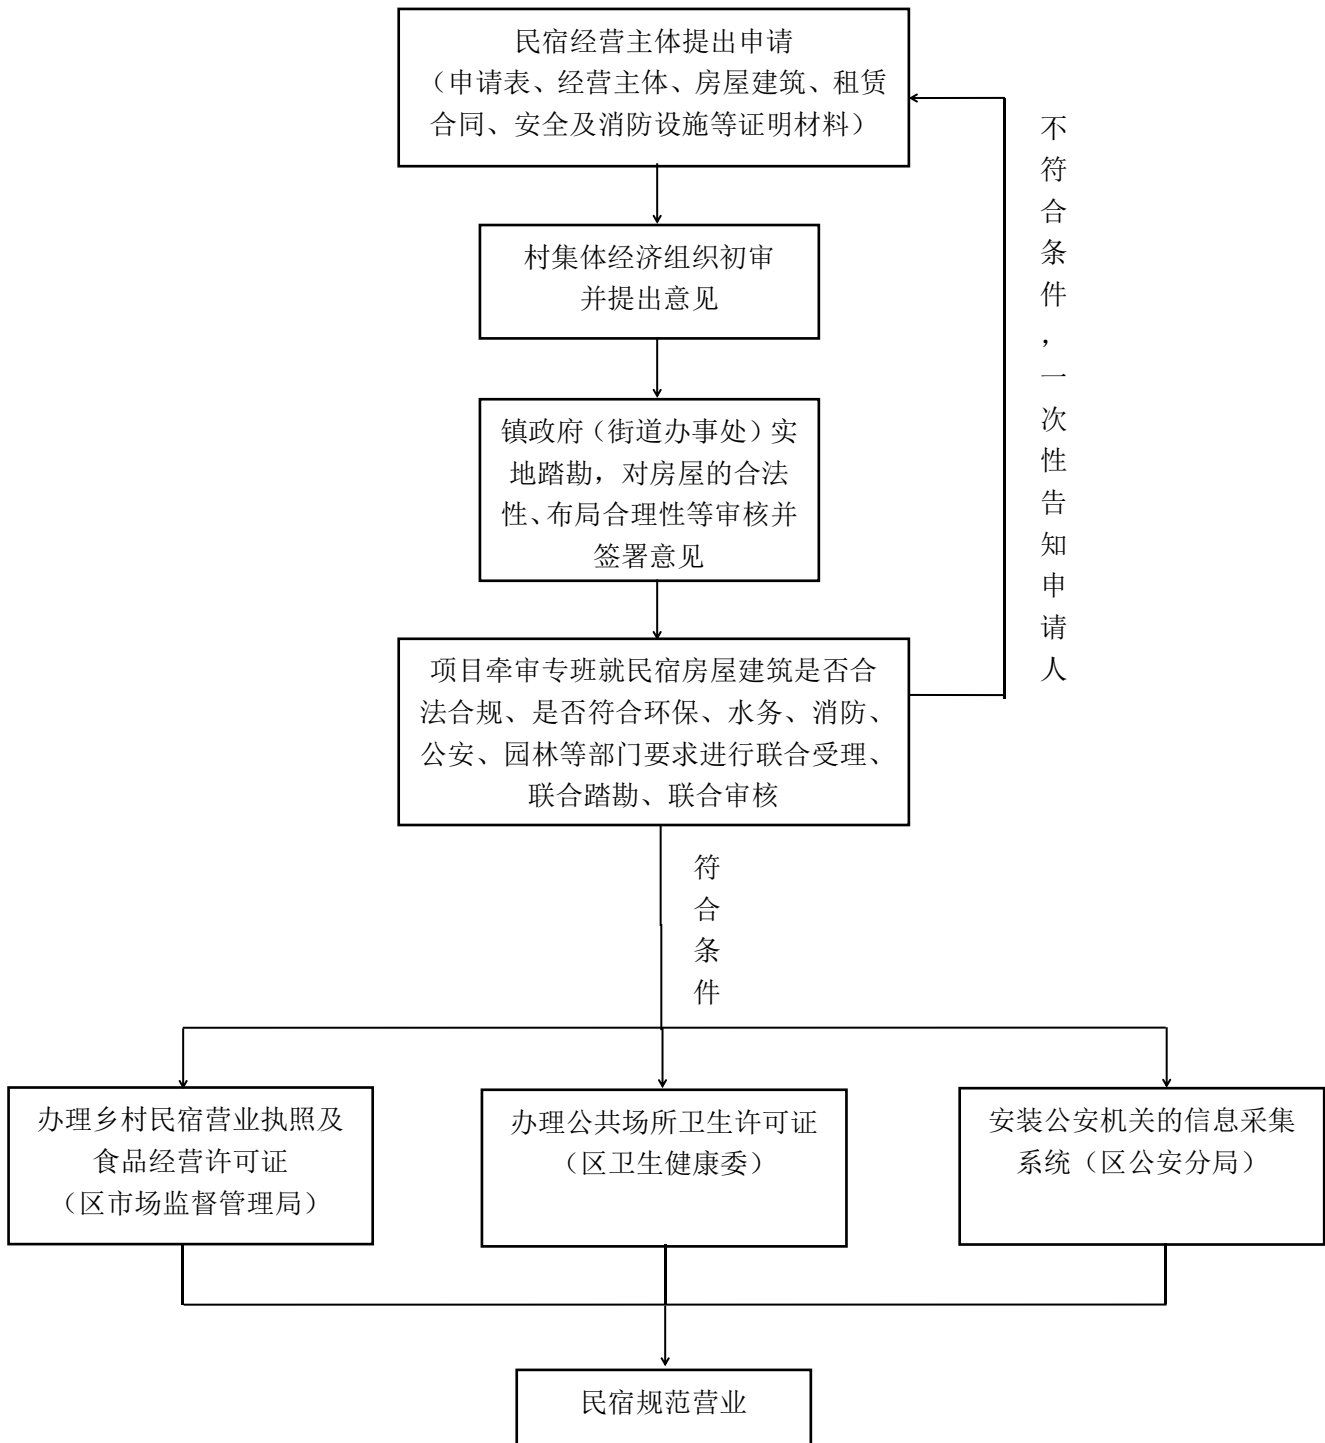 民宿经营主体提出申请
（申请表、经营主体、房屋建筑、租赁
合同、安全及消防设施等证明材料）
不符合条件，一次性告知申请人
村集体经济组织初审
并提出意见
镇政府（街道办事处）实
地踏勘，对房屋的合法
性、布局合理性等审核并
签署意见
项目牵审专班就民宿房屋建筑是否合
法合规、是否符合环保、水务、消防、
公安、园林等部门要求进行联合受理、
联合踏勘、联合审核
符合条件
办理乡村民宿营业执照及
食品经营许可证
（区市场监督管理局）
办理公共场所卫生许可证
（区卫生健康委）
安装公安机关的信息采集
系统（区公安分局）
民宿规范营业